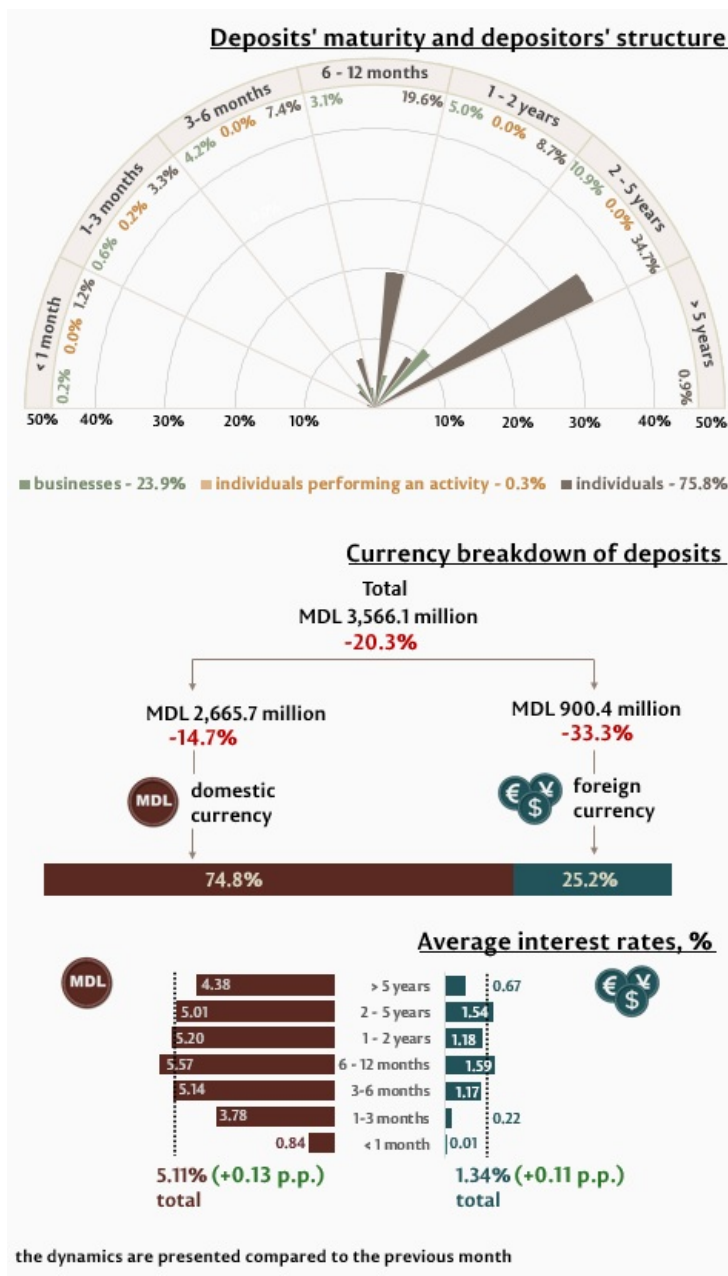 Deposits' maturity and depositors' structure
6 - 12 months
3-6 months
1 - 2 years
1-3 months
2 - 5 years
< 1 month
> 5 years
0.2% 0.0% 1.2%
0.6% 0.2% 3.3%
4.2% 0.0% 7.4%
3.1% 19.6%
5.0% 0.0% 8.7%
10.9% 0.0% 34.7%
0.9%
50% 40% 30% 20% 10% 10% 20% 30% 40% 50%
businesses - 23.9% individuals performing an activity - 0.3% individuals - 75.8%
Currency breakdown of deposits
Total
MDL 3,566.1 million
-20.3%
MDL 2,665.7 million
-14.7%
MDL 900.4 million
-33.3%
MDL
domestic
currency
€ ¥ $
foreign
currency
74.8% 25.2%
Average interest rates, %
MDL
€ ¥ $
4.38 > 5 years 0.67
5.01 2 - 5 years 1.54
5.20 1 - 2 years 1.18
5.57 6 - 12 months 1.59
5.14 3-6 months 1.17
3.78 1-3 months 0.22
0.84 < 1 month 0.01
5.11% (+0.13 p.p.)
total
1.34% (+0.11 p.p.)
total
the dynamics are presented compared to the previous month